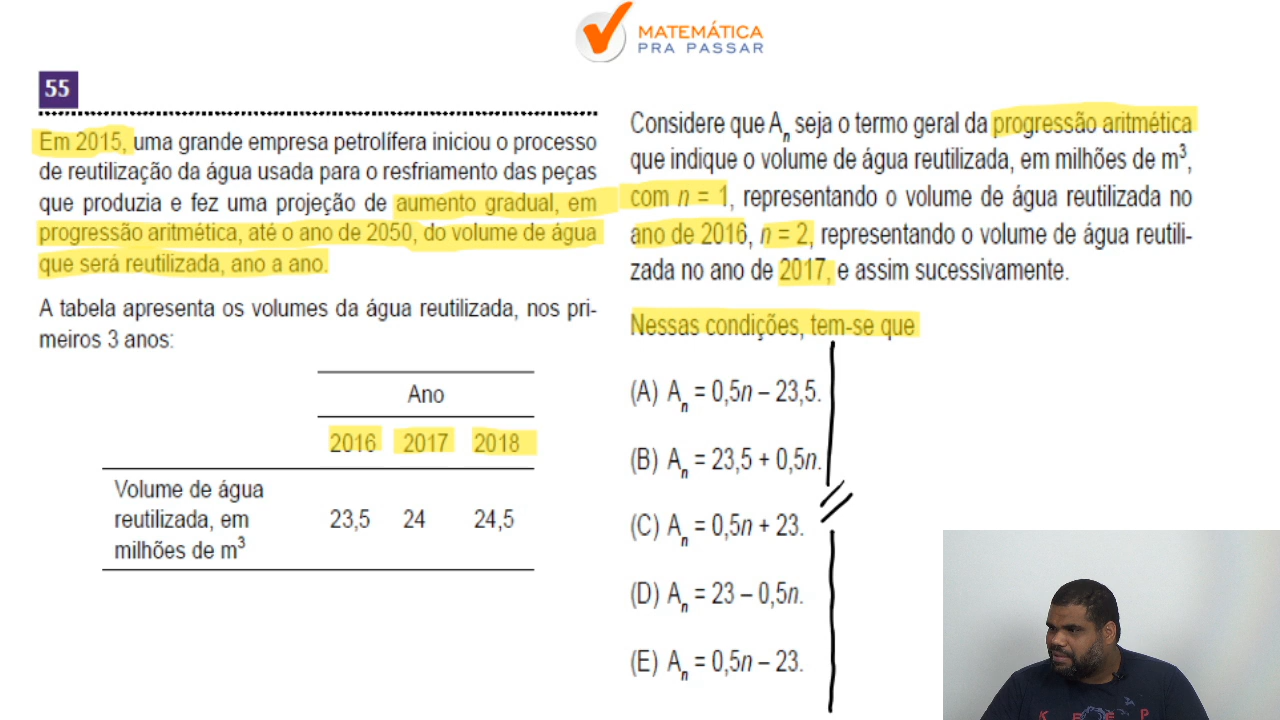 MATEMÁTICA
PRA PASSAR
55
Em 2015, uma grande empresa petrolífera iniciou o processo
de reutilização da água usada para o resfriamento das peças
que produzia e fez uma projeção de aumento gradual, em
progressão aritmética, até o ano de 2050, do volume de água
que será reutilizada, ano a ano.
A tabela apresenta os volumes da água reutilizada, nos pri-
meiros 3 anos:
Ano
2016 2017 2018
Volume de água
reutilizada, em
milhões de m³
23,5 24 24,5
Considere que Aₙ seja o termo geral da progressão aritmética
que indique o volume de água reutilizada, em milhões de m³,
com n = 1, representando o volume de água reutilizada no
ano de 2016, n = 2, representando o volume de água reutili-
zada no ano de 2017, e assim sucessivamente.
Nessas condições, tem-se que
(A) Aₙ = 0,5n – 23,5.
(B) Aₙ = 23,5 + 0,5n.
(C) Aₙ = 0,5n + 23.
(D) Aₙ = 23 – 0,5n.
(E) Aₙ = 0,5n – 23.
KEEP